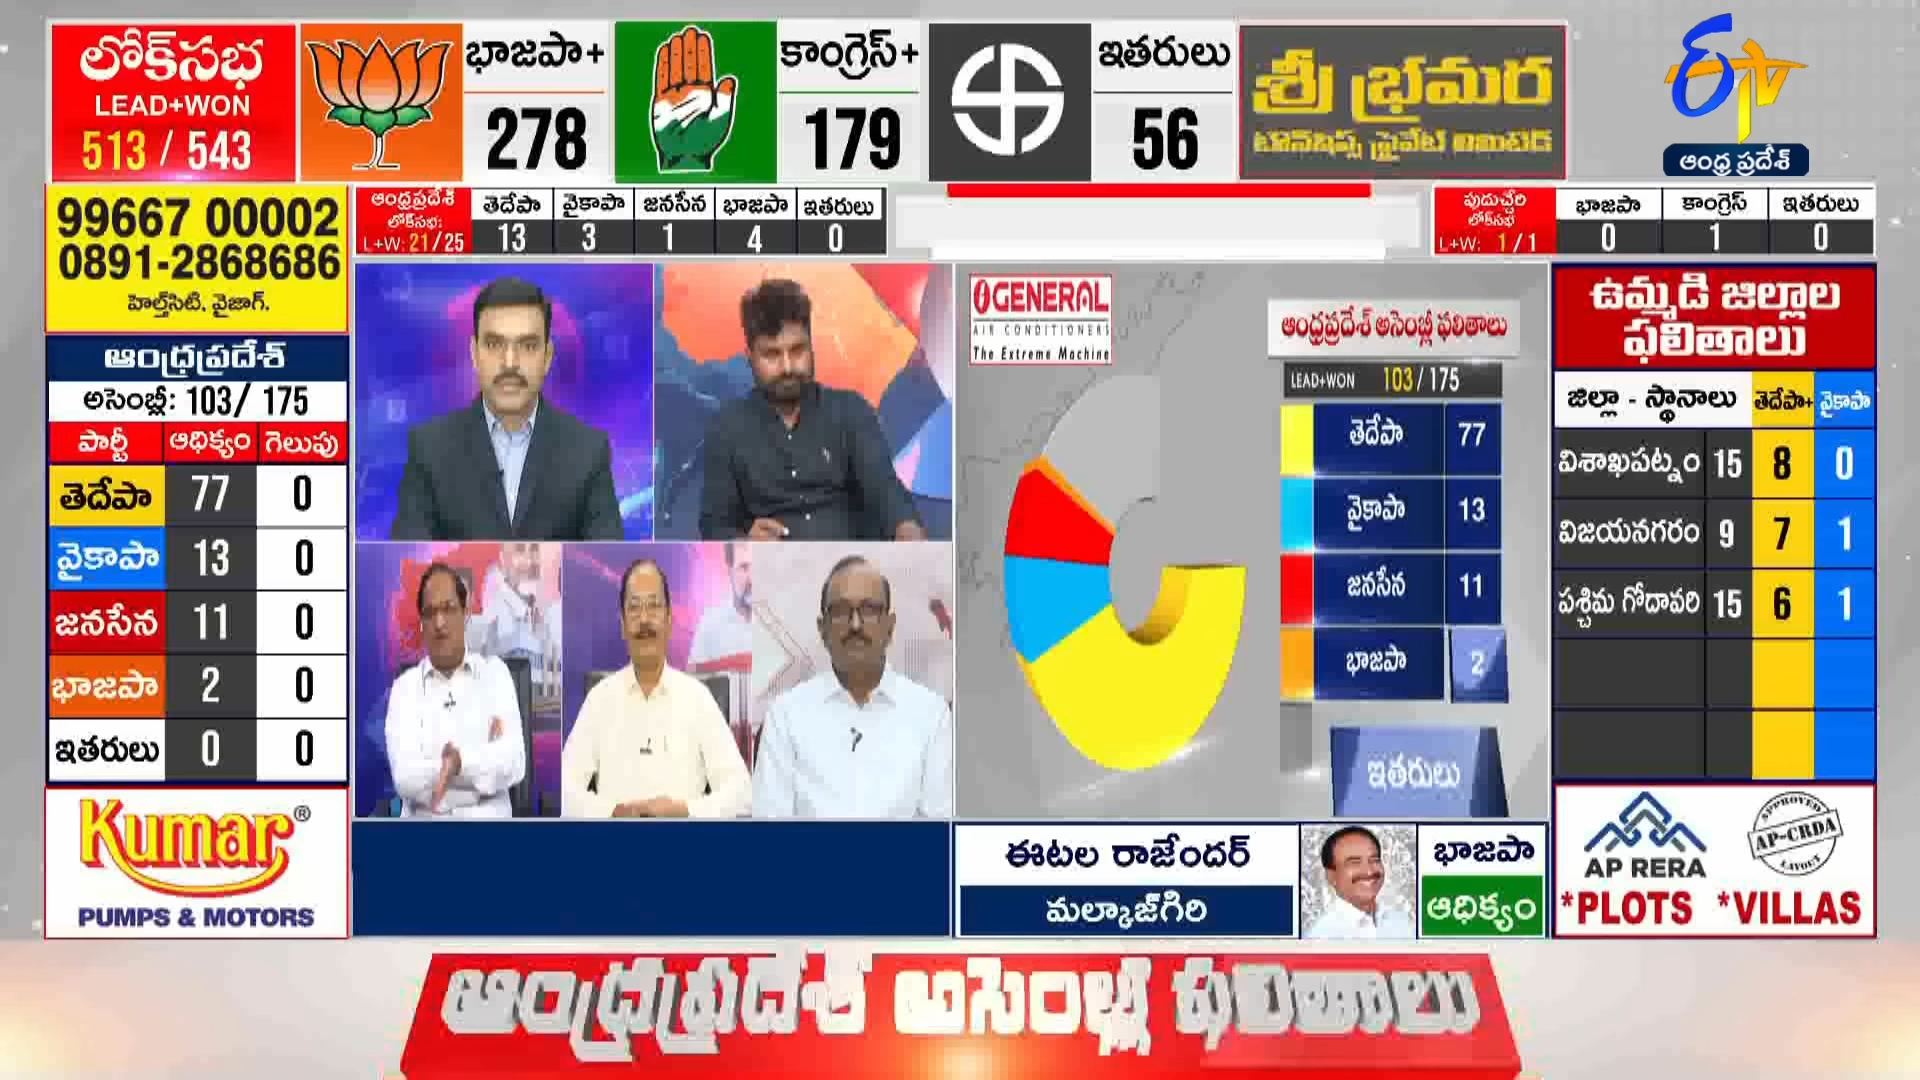 లోక్‌సభ
LEAD+WON
513 / 543
భాజపా+
278
కాంగ్రెస్+
179
ఇతరులు
56
శ్రీ భ్రమర
టౌన్‌షిప్స్ ప్రైవేట్ లిమిటెడ్
ETV
ఆంధ్ర ప్రదేశ్
99667 00002
0891-2868686
హెల్త్‌సిటీ, వైజాగ్.
ఆంధ్రప్రదేశ్
లోక్‌సభ:
L+W: 21/25
తెదేపా వైకాపా జనసేన భాజపా ఇతరులు
13 3 1 4 0
పుదుచ్చేరి
లోక్‌సభ
L+W: 1/1
భాజపా కాంగ్రెస్ ఇతరులు
0 1 0
ఆంధ్రప్రదేశ్
అసెంబ్లీ: 103/ 175
పార్టీ ఆధిక్యం గెలుపు
తెదేపా 77 0
వైకాపా 13 0
జనసేన 11 0
భాజపా 2 0
ఇతరులు 0 0
Kumar®
PUMPS & MOTORS
GENERAL
AIR CONDITIONERS
The Extreme Machine
ఆంధ్రప్రదేశ్ అసెంబ్లీ ఫలితాలు
LEAD+WON 103/175
తెదేపా 77
వైకాపా 13
జనసేన 11
భాజపా 2
ఇతరులు
ఉమ్మడి జిల్లాల
ఫలితాలు
జిల్లా - స్థానాలు తెదేపా+ వైకాపా
విశాఖపట్నం 15 8 0
విజయనగరం 9 7 1
పశ్చిమ గోదావరి 15 6 1
ఈటల రాజేందర్
మల్కాజ్‌గిరి
భాజపా
ఆధిక్యం
AP RERA
APPROVED
AP-CRDA
LAYOUT
*PLOTS *VILLAS
ఆంధ్రప్రదేశ్ అసెంబ్లీ ఫలితాలు